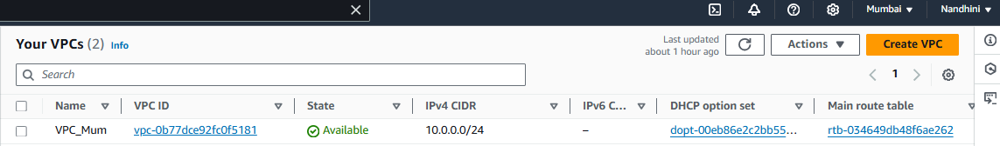 Mumbai Nandhini
Your VPCs (2) Info
Last updated
about 1 hour ago
Actions
Create VPC
Search
1
Name VPC ID State IPv4 CIDR IPv6 C... DHCP option set Main route table
VPC_Mum vpc-0b77dce92fc0f5181 Available 10.0.0.0/24 – dopt-00eb86e2c2bb55... rtb-034649db48f6ae262